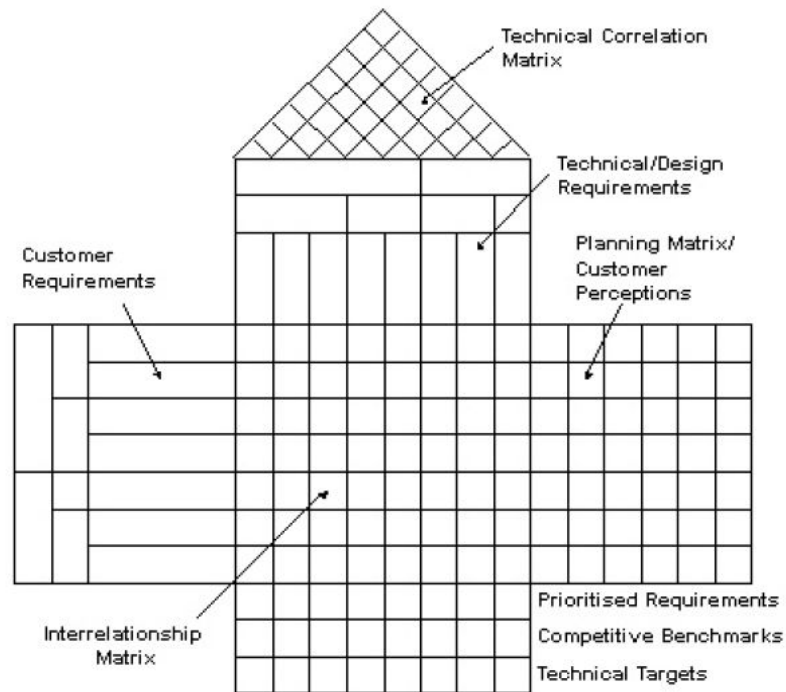 Technical Correlation
Matrix
Technical/Design
Requirements
Customer
Requirements
Planning Matrix/
Customer
Perceptions
Interrelationship
Matrix
Prioritised Requirements
Competitive Benchmarks
Technical Targets